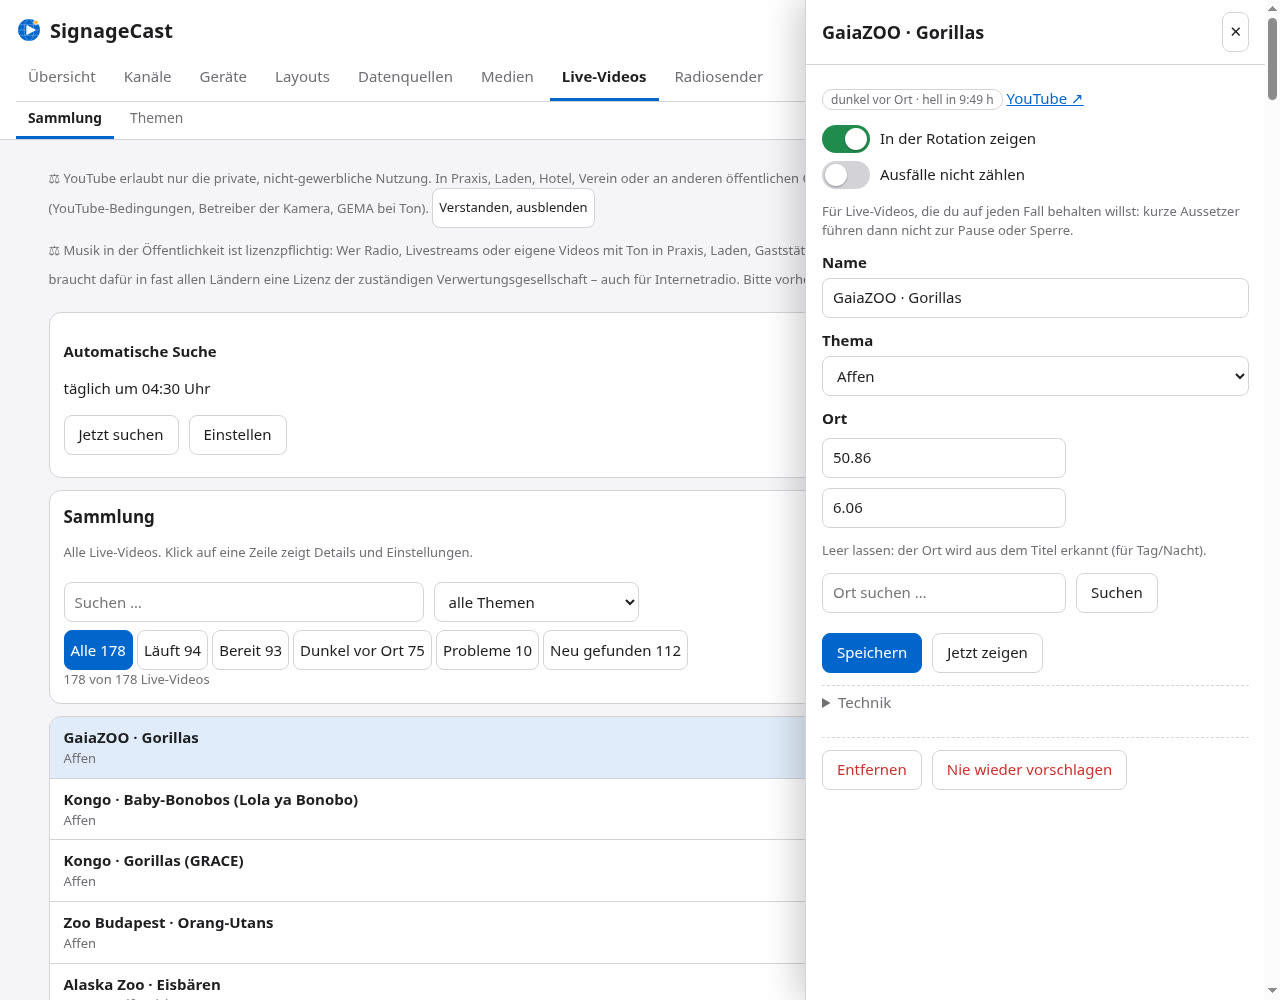 SignageCast
Übersicht Kanäle Geräte Layouts Datenquellen Medien Live-Videos Radiosender
Sammlung Themen
⚖ YouTube erlaubt nur die private, nicht-gewerbliche Nutzung. In Praxis, Laden, Hotel, Verein oder an anderen öffentlichen
(YouTube-Bedingungen, Betreiber der Kamera, GEMA bei Ton). Verstanden, ausblenden
⚖ Musik in der Öffentlichkeit ist lizenzpflichtig: Wer Radio, Livestreams oder eigene Videos mit Ton in Praxis, Laden,
braucht dafür in fast allen Ländern eine Lizenz der zuständigen Verwertungsgesellschaft – auch für Internetradio. Bitte
Automatische Suche
täglich um 04:30 Uhr
Jetzt suchen Einstellen
Sammlung
Alle Live-Videos. Klick auf eine Zeile zeigt Details und Einstellungen.
Suchen ... alle Themen
Alle 178 Läuft 94 Bereit 93 Dunkel vor Ort 75 Probleme 10 Neu gefunden 112
178 von 178 Live-Videos
GaiaZOO · Gorillas
Affen
Kongo · Baby-Bonobos (Lola ya Bonobo)
Affen
Kongo · Gorillas (GRACE)
Affen
Zoo Budapest · Orang-Utans
Affen
Alaska Zoo · Eisbären
GaiaZOO · Gorillas
✕
dunkel vor Ort · hell in 9:49 h YouTube ↗
In der Rotation zeigen
Ausfälle nicht zählen
Für Live-Videos, die du auf jeden Fall behalten willst: kurze Aussetzer
führen dann nicht zur Pause oder Sperre.
Name
GaiaZOO · Gorillas
Thema
Affen
Ort
50.86
6.06
Leer lassen: der Ort wird aus dem Titel erkannt (für Tag/Nacht).
Ort suchen ... Suchen
Speichern Jetzt zeigen
▶ Technik
Entfernen Nie wieder vorschlagen